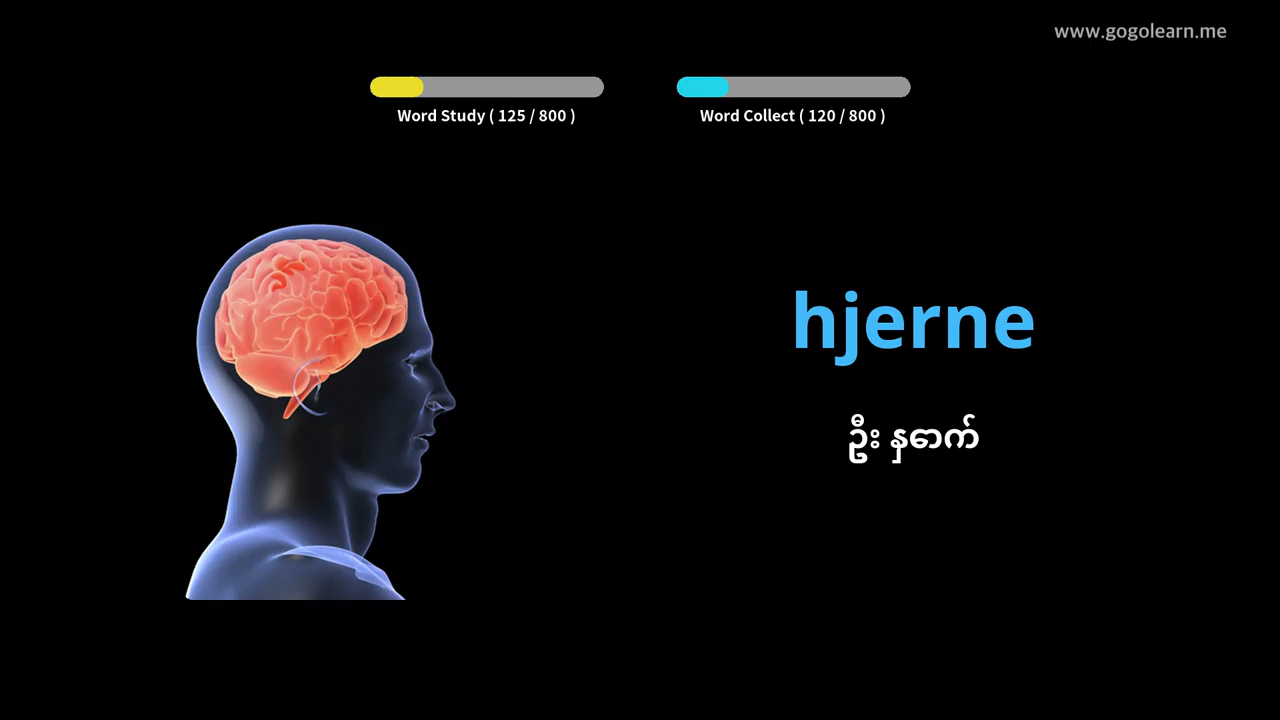 www.gogolearn.me
Word Study ( 125 / 800 )
Word Collect ( 120 / 800 )
hjerne
ဦး နှောက်